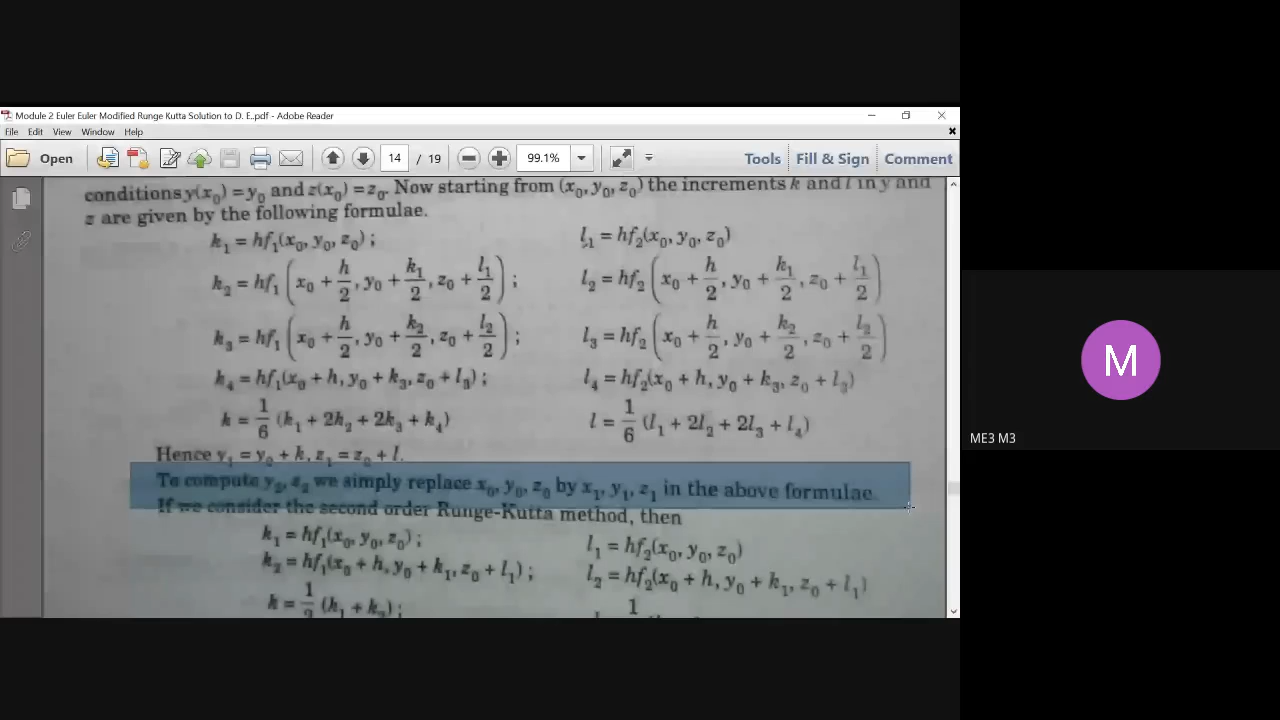 Module 2 Euler Euler Modified Runge Kutta Solution to D. E..pdf - Adobe Reader
File Edit View Window Help
Open 14 / 19 99.1% Tools Fill & Sign Comment
conditions y(x₀) = y₀ and z(x₀) = z₀. Now starting from (x₀, y₀, z₀) the increments k and l in y and
z are given by the following formulae.
k₁ = hf₁(x₀, y₀, z₀) ; l₁ = hf₂(x₀, y₀, z₀)
k₂ = hf₁ (x₀ + h/2, y₀ + k₁/2, z₀ + l₁/2) ; l₂ = hf₂ (x₀ + h/2, y₀ + k₁/2, z₀ + l₁/2)
k₃ = hf₁ (x₀ + h/2, y₀ + k₂/2, z₀ + l₂/2) ; l₃ = hf₂ (x₀ + h/2, y₀ + k₂/2, z₀ + l₂/2)
k₄ = hf₁(x₀ + h, y₀ + k₃, z₀ + l₃) ; l₄ = hf₂(x₀ + h, y₀ + k₃, z₀ + l₃)
k = 1/6 (k₁ + 2k₂ + 2k₃ + k₄) l = 1/6 (l₁ + 2l₂ + 2l₃ + l₄)
Hence y₁ = y₀ + k, z₁ = z₀ + l.
To compute y₂, z₂ we simply replace x₀, y₀, z₀ by x₁, y₁, z₁ in the above formulae.
If we consider the second order Runge-Kutta method, then
k₁ = hf₁(x₀, y₀, z₀) ; l₁ = hf₂(x₀, y₀, z₀)
k₂ = hf₁(x₀ + h, y₀ + k₁, z₀ + l₁) ; l₂ = hf₂(x₀ + h, y₀ + k₁, z₀ + l₁)
k = 1/2 (k₁ + k₂) ; 1
M
ME3 M3